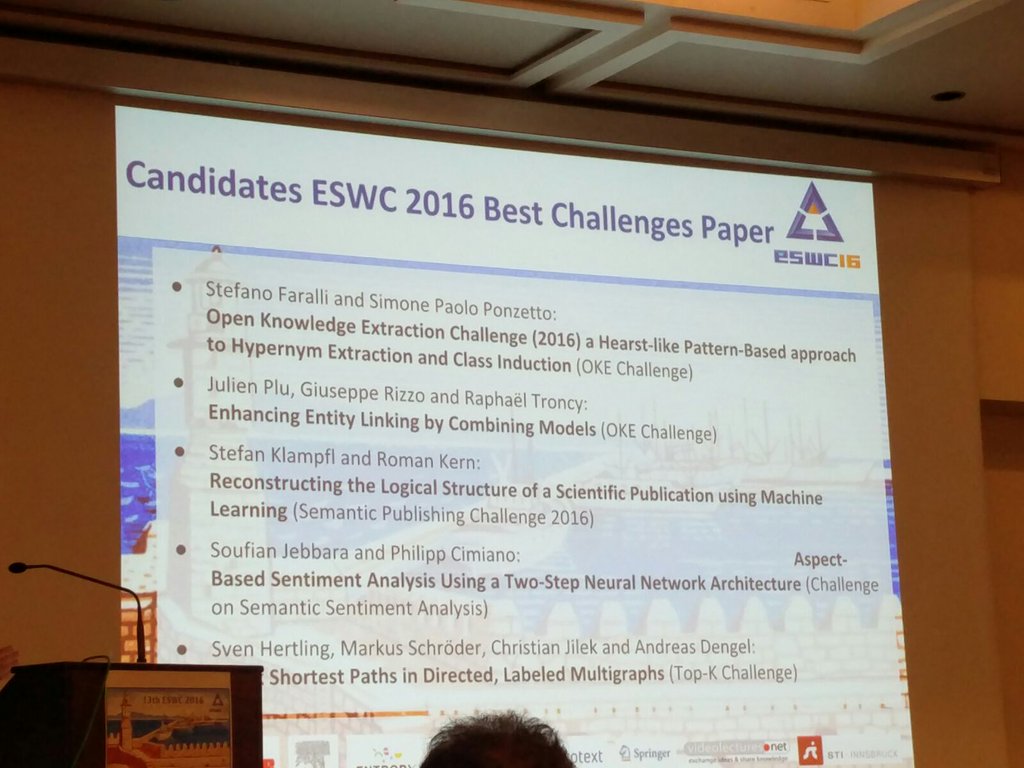 Candidates ESWC 2016 Best Challenges Paper
eswc16
• Stefano Faralli and Simone Paolo Ponzetto:
Open Knowledge Extraction Challenge (2016) a Hearst-like Pattern-Based approach
to Hypernym Extraction and Class Induction (OKE Challenge)
• Julien Plu, Giuseppe Rizzo and Raphaël Troncy:
Enhancing Entity Linking by Combining Models (OKE Challenge)
• Stefan Klampfl and Roman Kern:
Reconstructing the Logical Structure of a Scientific Publication using Machine
Learning (Semantic Publishing Challenge 2016)
• Soufian Jebbara and Philipp Cimiano: Aspect-
Based Sentiment Analysis Using a Two-Step Neural Network Architecture (Challenge
on Semantic Sentiment Analysis)
• Sven Hertling, Markus Schröder, Christian Jilek and Andreas Dengel:
Shortest Paths in Directed, Labeled Multigraphs (Top-K Challenge)
13th ESWC 2016
Springer
videolectures.net
exchange ideas & share knowledge
STI INNSBRUCK